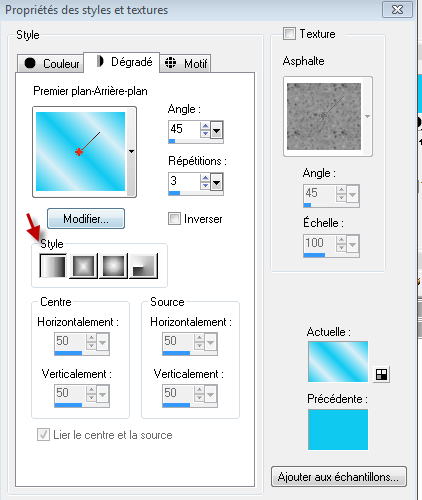 Propriétés des styles et textures
Style
Couleur
Dégradé
Motif
Premier plan-Arrière-plan
Angle :
45
Répétitions :
3
Modifier...
Inverser
Style
Centre
Horizontalement :
50
Verticalement :
50
Source
Horizontalement :
50
Verticalement :
50
Lier le centre et la source
Texture
Asphalte
Angle :
45
Échelle :
100
Actuelle :
Précédente :
Ajouter aux échantillons...